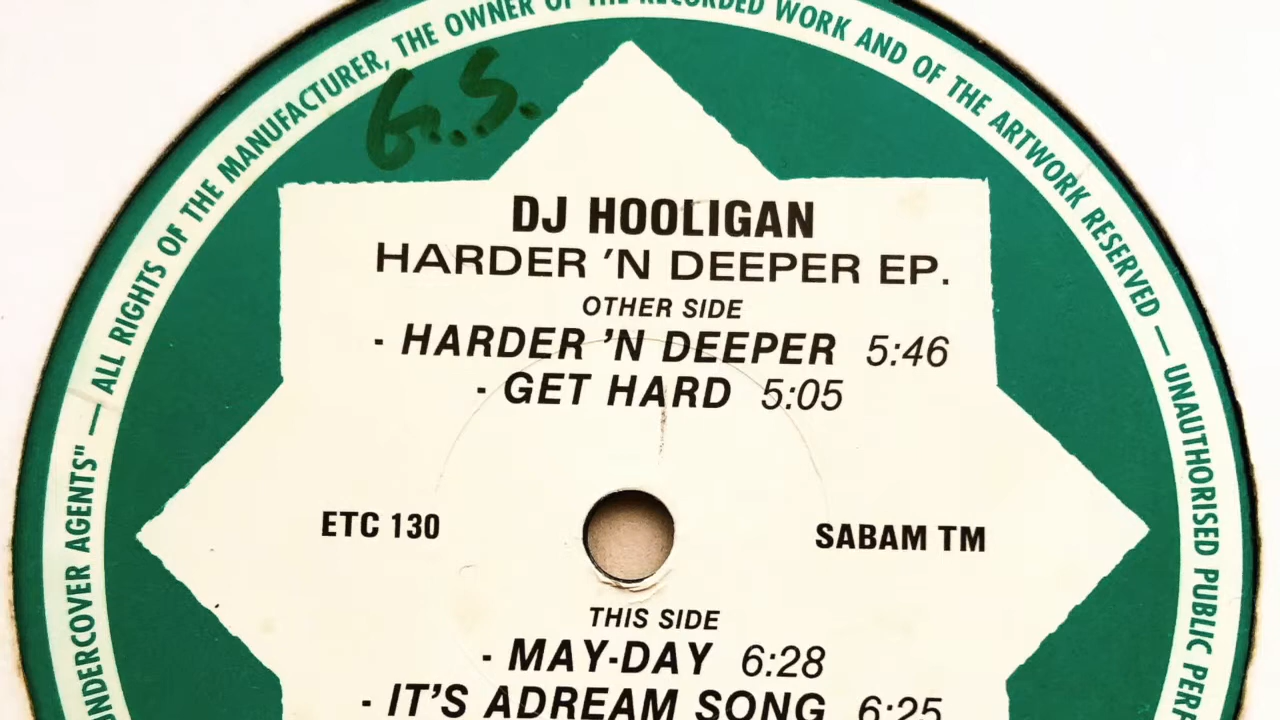 UNDERCOVER AGENTS" — ALL RIGHTS OF THE MANUFACTURER, THE OWNER OF THE RECORDED WORK AND OF THE ARTWORK RESERVED — UNAUTHORISED PUBLIC
G.S.
DJ HOOLIGAN
HARDER 'N DEEPER EP.
OTHER SIDE
- HARDER 'N DEEPER 5:46
- GET HARD 5:05
ETC 130 SABAM TM
THIS SIDE
- MAY-DAY 6:28
- IT'S ADREAM SONG 6:25